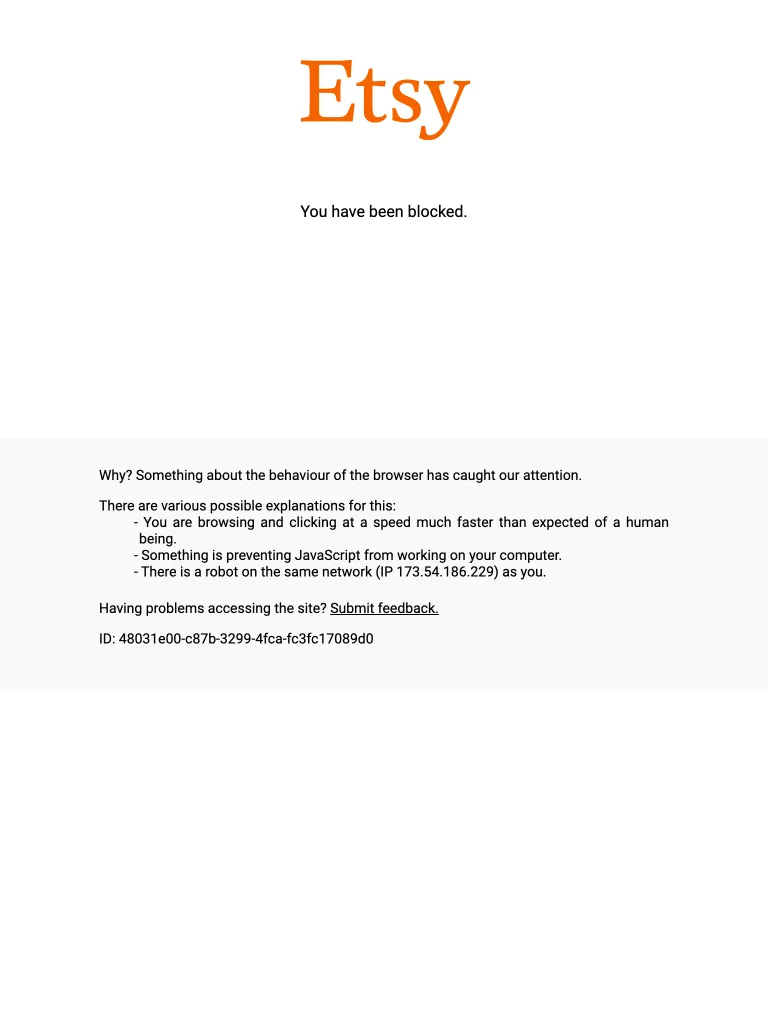 Etsy
You have been blocked.
Why? Something about the behaviour of the browser has caught our attention.
There are various possible explanations for this:
- You are browsing and clicking at a speed much faster than expected of a human
being.
- Something is preventing JavaScript from working on your computer.
- There is a robot on the same network (IP 173.54.186.229) as you.
Having problems accessing the site? Submit feedback.
ID: 48031e00-c87b-3299-4fca-fc3fc17089d0